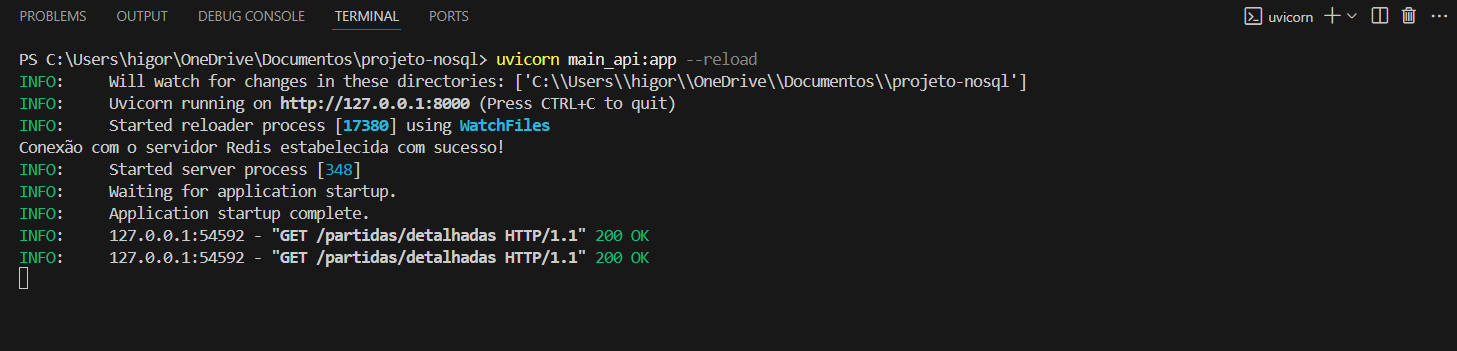 PROBLEMS OUTPUT DEBUG CONSOLE TERMINAL PORTS uvicorn
PS C:\Users\higor\OneDrive\Documentos\projeto-nosql> uvicorn main_api:app --reload
INFO: Will watch for changes in these directories: ['C:\\Users\\higor\\OneDrive\\Documentos\\projeto-nosql']
INFO: Uvicorn running on http://127.0.0.1:8000 (Press CTRL+C to quit)
INFO: Started reloader process [17380] using WatchFiles
Conexão com o servidor Redis estabelecida com sucesso!
INFO: Started server process [348]
INFO: Waiting for application startup.
INFO: Application startup complete.
INFO: 127.0.0.1:54592 - "GET /partidas/detalhadas HTTP/1.1" 200 OK
INFO: 127.0.0.1:54592 - "GET /partidas/detalhadas HTTP/1.1" 200 OK